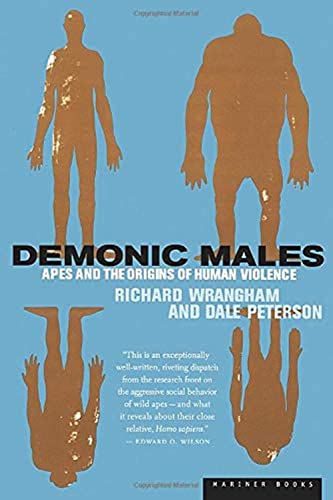 DEMONIC MALES
APES AND THE ORIGINS OF HUMAN VIOLENCE
RICHARD WRANGHAM
AND DALE PETERSON
"This is an exceptionally
well-written, riveting dispatch
from the research front on
the aggressive social behavior
of wild apes—and what
it reveals about their close
relative, Homo sapiens."
— EDWARD O. WILSON
MARINER BOOKS